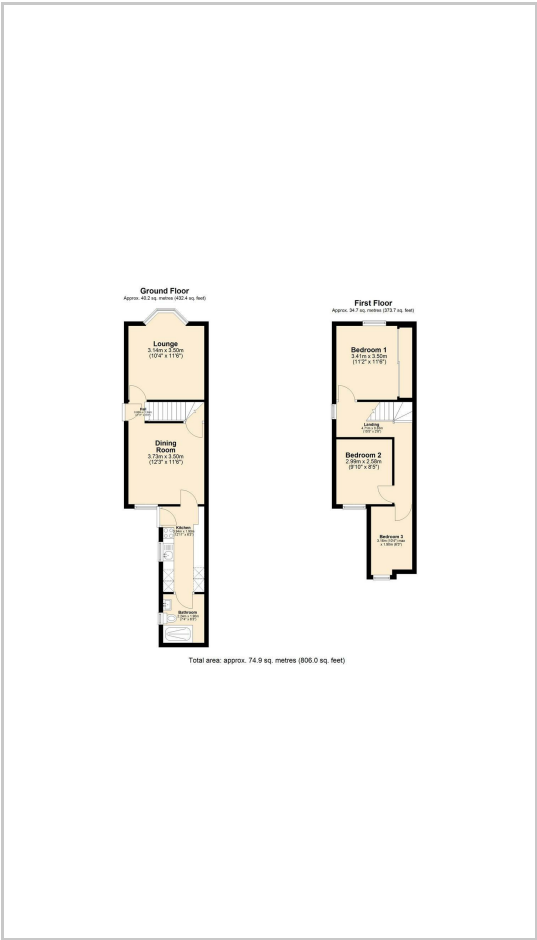 Ground Floor
Approx. 40.2 sq. metres (432.4 sq. feet)
Lounge
3.14m x 3.50m
(10'4" x 11'6")
Hall
Dining
Room
3.73m x 3.50m
(12'3" x 11'6")
Kitchen
Bathroom
First Floor
Approx. 34.7 sq. metres (373.7 sq. feet)
Bedroom 1
3.41m x 3.50m
(11'2" x 11'6")
Landing
Bedroom 2
2.99m x 2.58m
(9'10" x 8'5")
Bedroom 3
Total area: approx. 74.9 sq. metres (806.0 sq. feet)